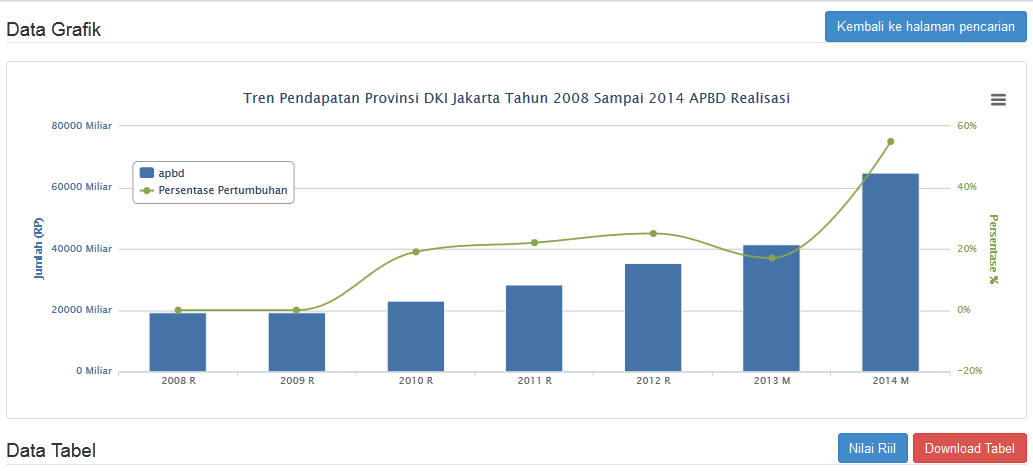 Data Grafik
Kembali ke halaman pencarian
Tren Pendapatan Provinsi DKI Jakarta Tahun 2008 Sampai 2014 APBD Realisasi
80000 Miliar
60000 Miliar
40000 Miliar
20000 Miliar
0 Miliar
Jumlah (RP)
apbd
Persentase Pertumbuhan
60%
40%
20%
0%
-20%
Persentase %
2008 R
2009 R
2010 R
2011 R
2012 R
2013 M
2014 M
Data Tabel
Nilai Riil
Download Tabel